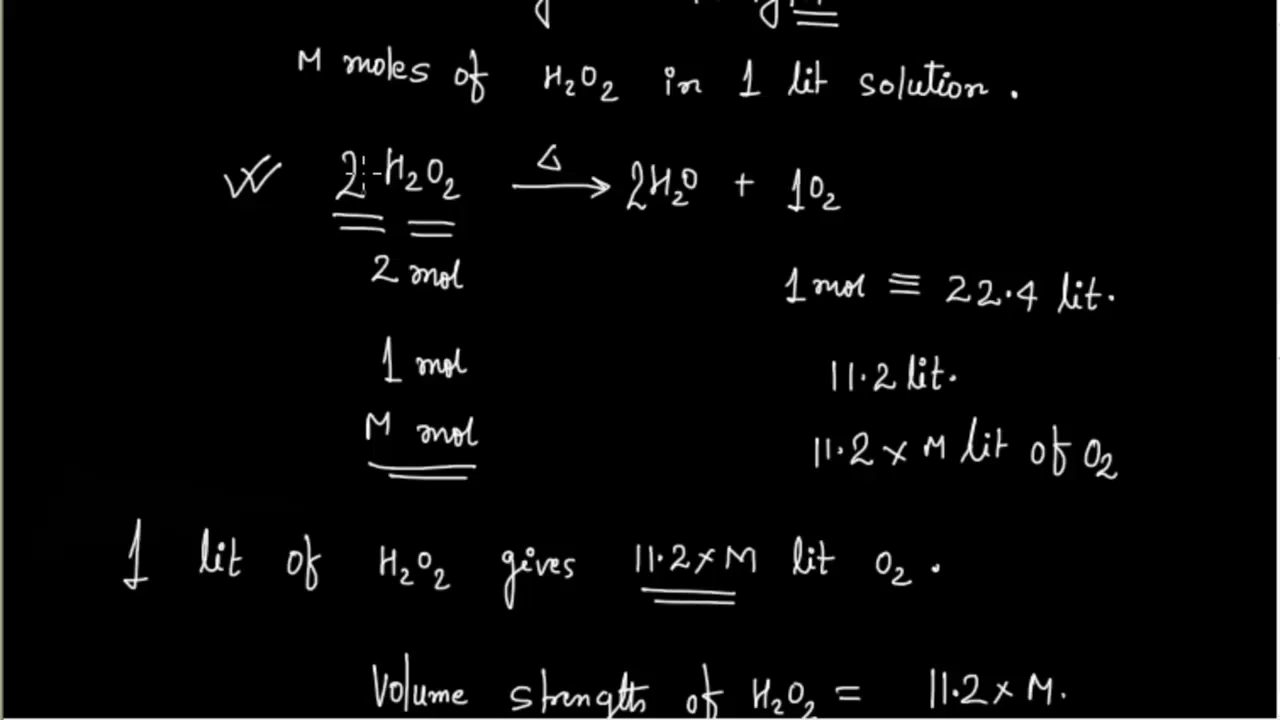 M moles of H₂O₂ in 1 lit solution.
2 H₂O₂ —Δ→ 2H₂O + 1O₂
2 mol 1 mol ≡ 22.4 lit.
1 mol 11.2 lit.
M mol 11.2 × M lit of O₂
1 lit of H₂O₂ gives 11.2 × M lit O₂.
Volume strength of H₂O₂ = 11.2 × M.